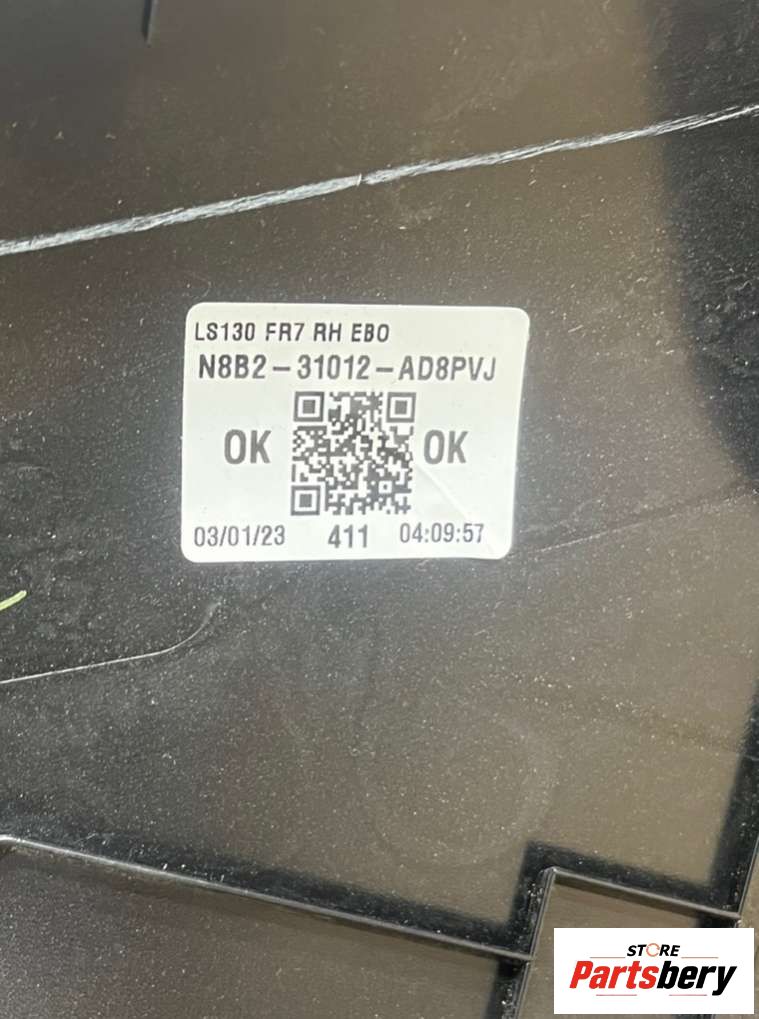 LS130 FR7 RH EBO
N8B2-31012-AD8PVJ
OK OK
03/01/23 411 04:09:57
STORE
Partsbery